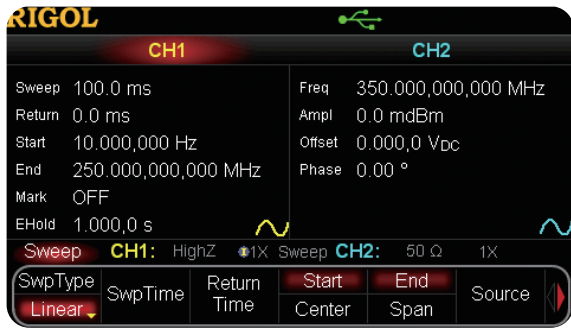 RIGOL
CH1
CH2
Sweep 100.0 ms
Return 0.0 ms
Start 10.000,000 Hz
End 250.000,000,000 MHz
Mark OFF
EHold 1.000,0 s
Freq 350.000,000,000 MHz
Ampl 0.0 mdBm
Offset 0.000,0 VDC
Phase 0.00 °
Sweep CH1: HighZ 1X Sweep CH2: 50 Ω 1X
SwpType
Linear
SwpTime
Return
Time
Start
Center
End
Span
Source